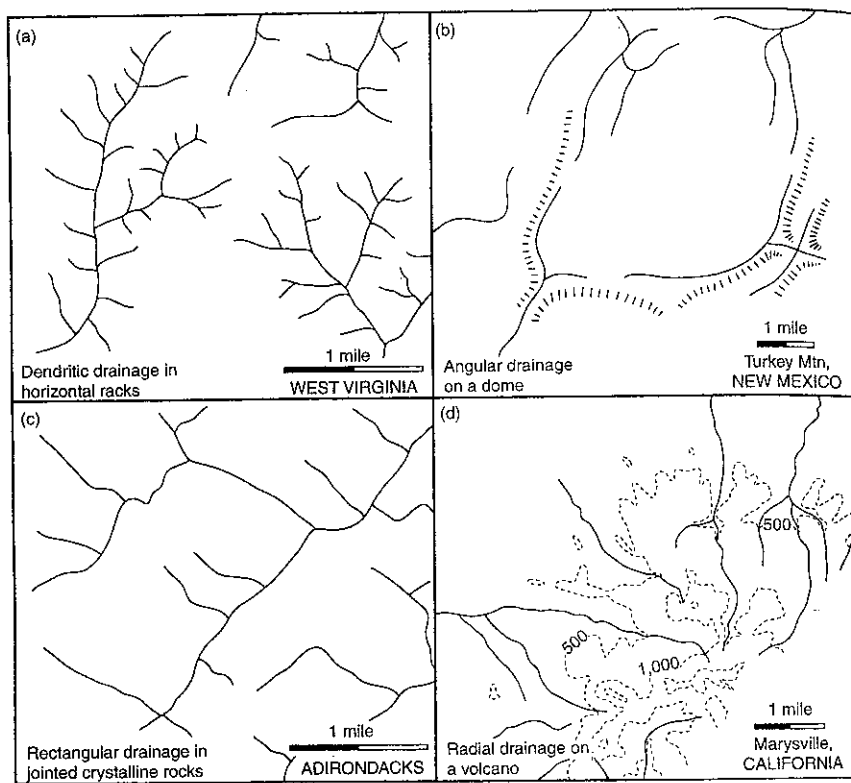 (a)
1 mile
Dendritic drainage in
horizontal racks
WEST VIRGINIA
(b)
1 mile
Angular drainage
on a dome
Turkey Mtn,
NEW MEXICO
(c)
1 mile
Rectangular drainage in
jointed crystalline rocks
ADIRONDACKS
(d)
500
500
1,000
1 mile
Radial drainage on
a volcano
Marysville,
CALIFORNIA